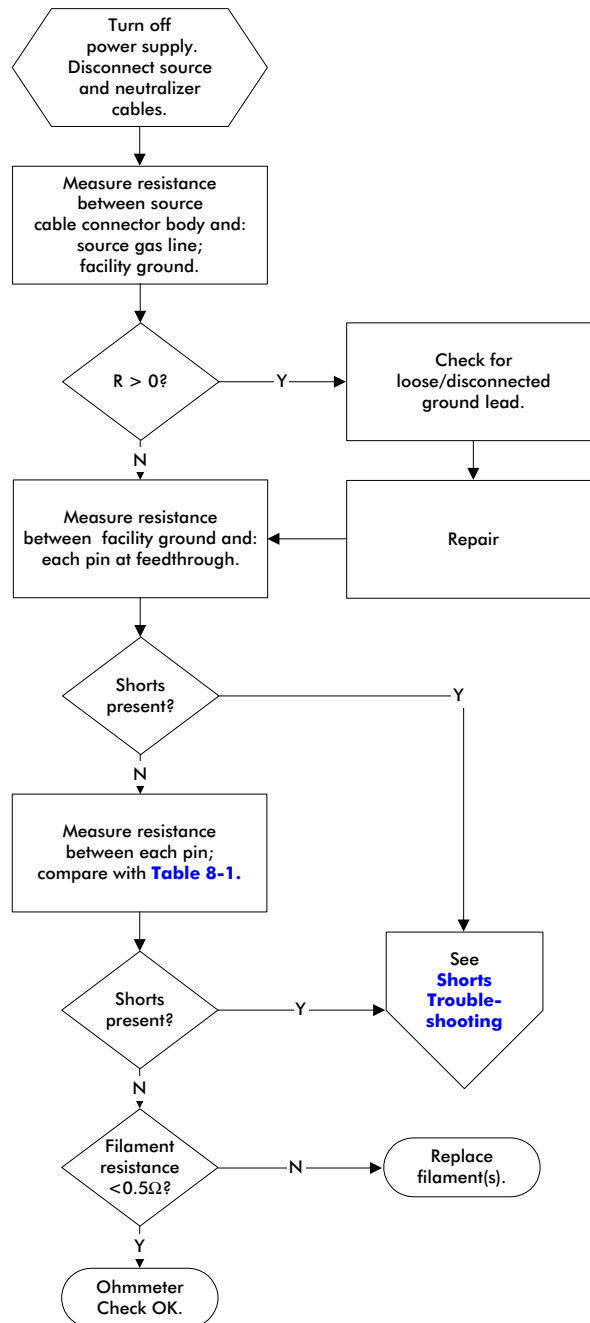 Turn off
power supply.
Disconnect source
and neutralizer
cables.
Measure resistance
between source
cable connector body and:
source gas line;
facility ground.
R > 0?
Y
Check for
loose/disconnected
ground lead.
N
Measure resistance
between facility ground and:
each pin at feedthrough.
Repair
Shorts
present?
Y
N
Measure resistance
between each pin;
compare with Table 8-1.
Shorts
present?
Y
See
Shorts
Trouble-
shooting
N
Filament
resistance
<0.5Ω?
N
Replace
filament(s).
Y
Ohmmeter
Check OK.